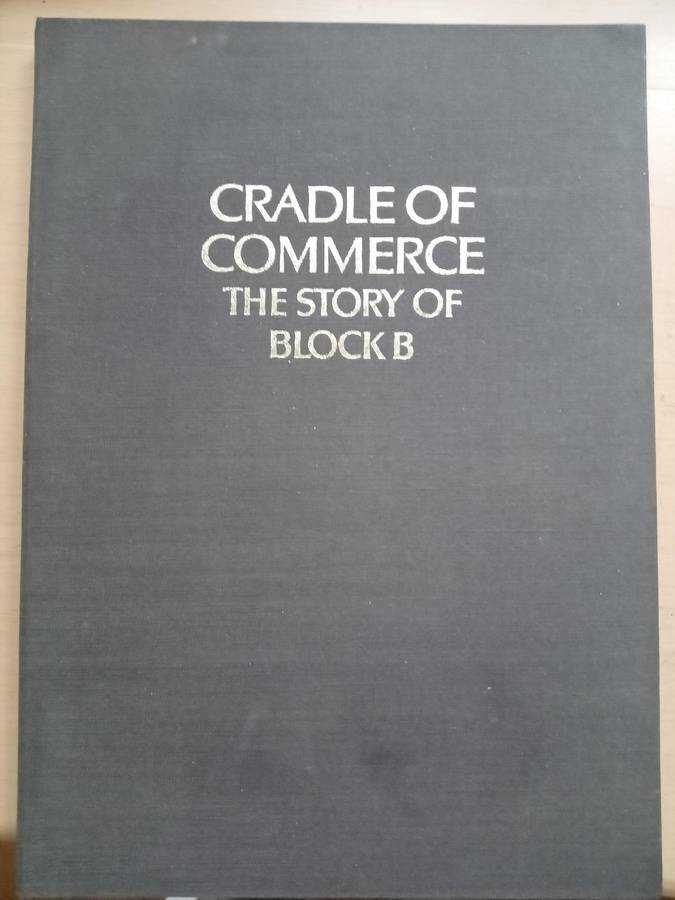 CRADLE OF
COMMERCE
THE STORY OF
BLOCK B